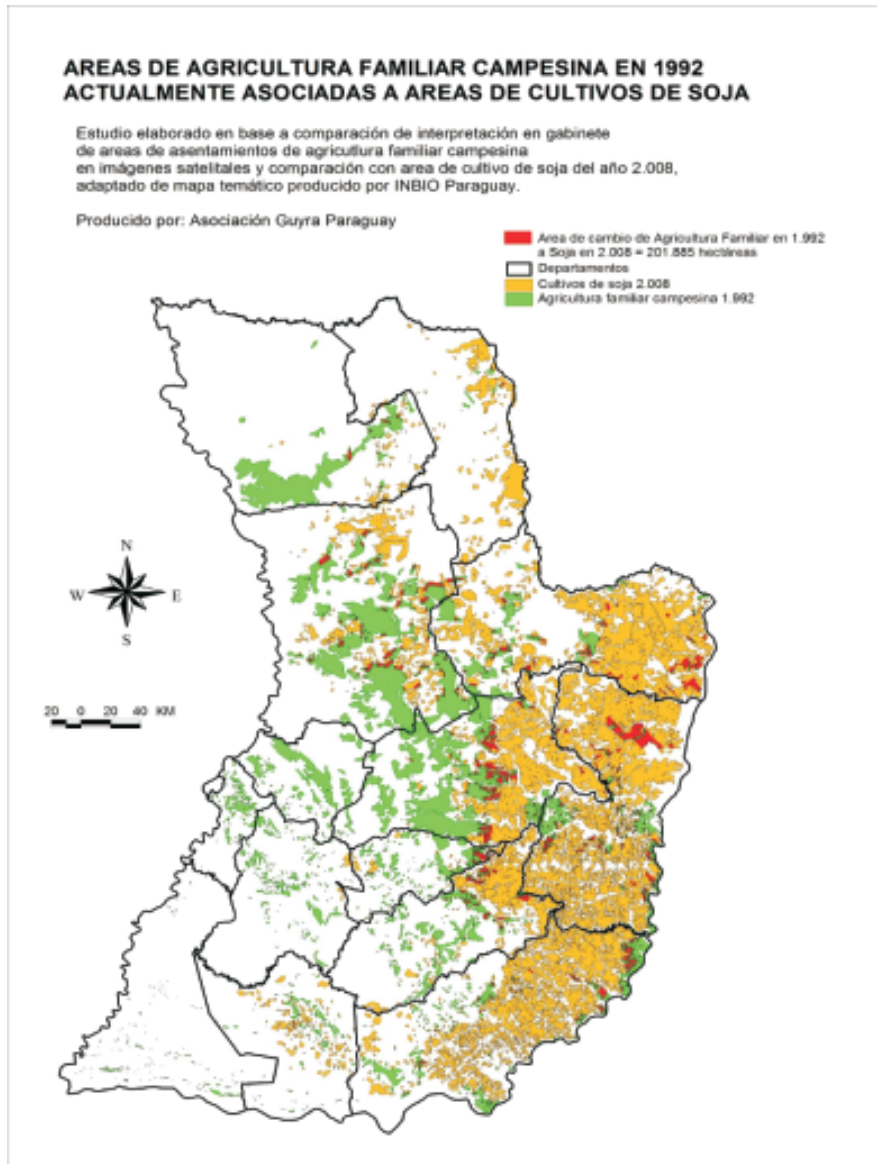 AREAS DE AGRICULTURA FAMILIAR CAMPESINA EN 1992
ACTUALMENTE ASOCIADAS A AREAS DE CULTIVOS DE SOJA
Estudio elaborado en base a comparación de interpretación en gabinete
de areas de asentamientos de agricutlura familiar campesina
en imágenes satelitales y comparación con area de cultivo de soja del año 2.008,
adaptado de mapa temático producido por INBIO Paraguay.
Producido por: Asociación Guyra Paraguay
Area de cambio de Agricultura Familiar en 1.992
a Soja en 2.008 = 201.885 hectáreas
Departamentos
Cultivos de soja 2.008
Agricultura familiar campesina 1.992
N
W E
S
20 0 20 40 KM